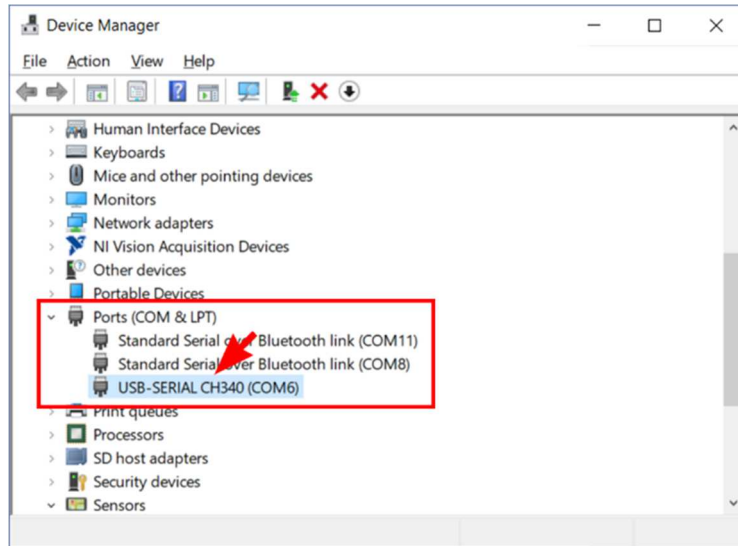 Device Manager
File Action View Help
Human Interface Devices
Keyboards
Mice and other pointing devices
Monitors
Network adapters
NI Vision Acquisition Devices
Other devices
Portable Devices
Ports (COM & LPT)
Standard Serial over Bluetooth link (COM11)
Standard Serial over Bluetooth link (COM8)
USB-SERIAL CH340 (COM6)
Print queues
Processors
SD host adapters
Security devices
Sensors